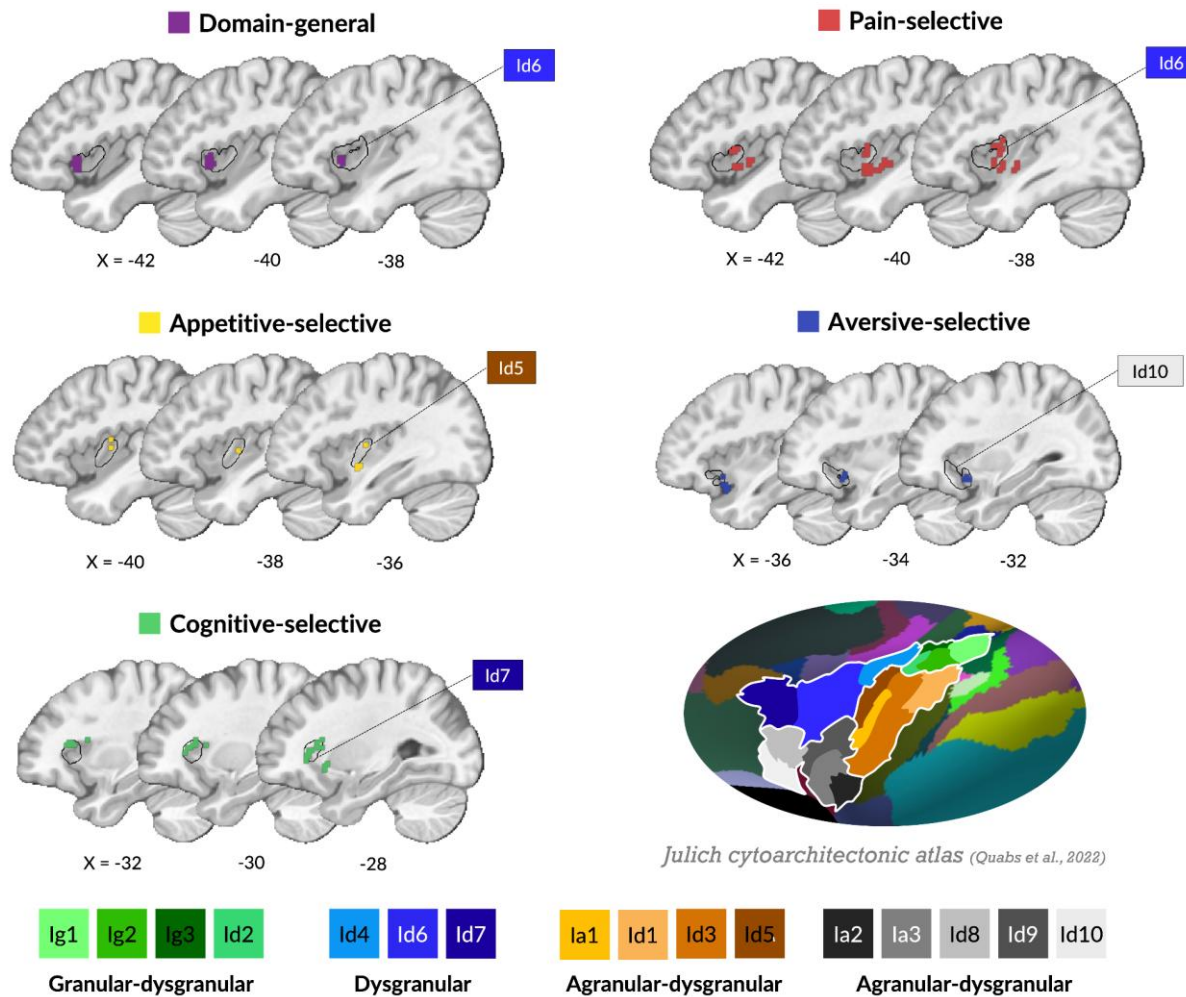 Domain-general
Pain-selective
Id6
Id6
X = -42
-40
-38
X = -42
-40
-38
Appetitive-selective
Aversive-selective
Id5
Id10
X = -40
-38
-36
X = -36
-34
-32
Cognitive-selective
Id7
X = -32
-30
-28
Julich cytoarchitectonic atlas (Quabs et al., 2022)
Ig1 Ig2 Ig3 Id2
Id4 Id6 Id7
Ia1 Id1 Id3 Id5
Ia2 Ia3 Id8 Id9 Id10
Granular-dysgranular
Dysgranular
Agranular-dysgranular
Agranular-dysgranular